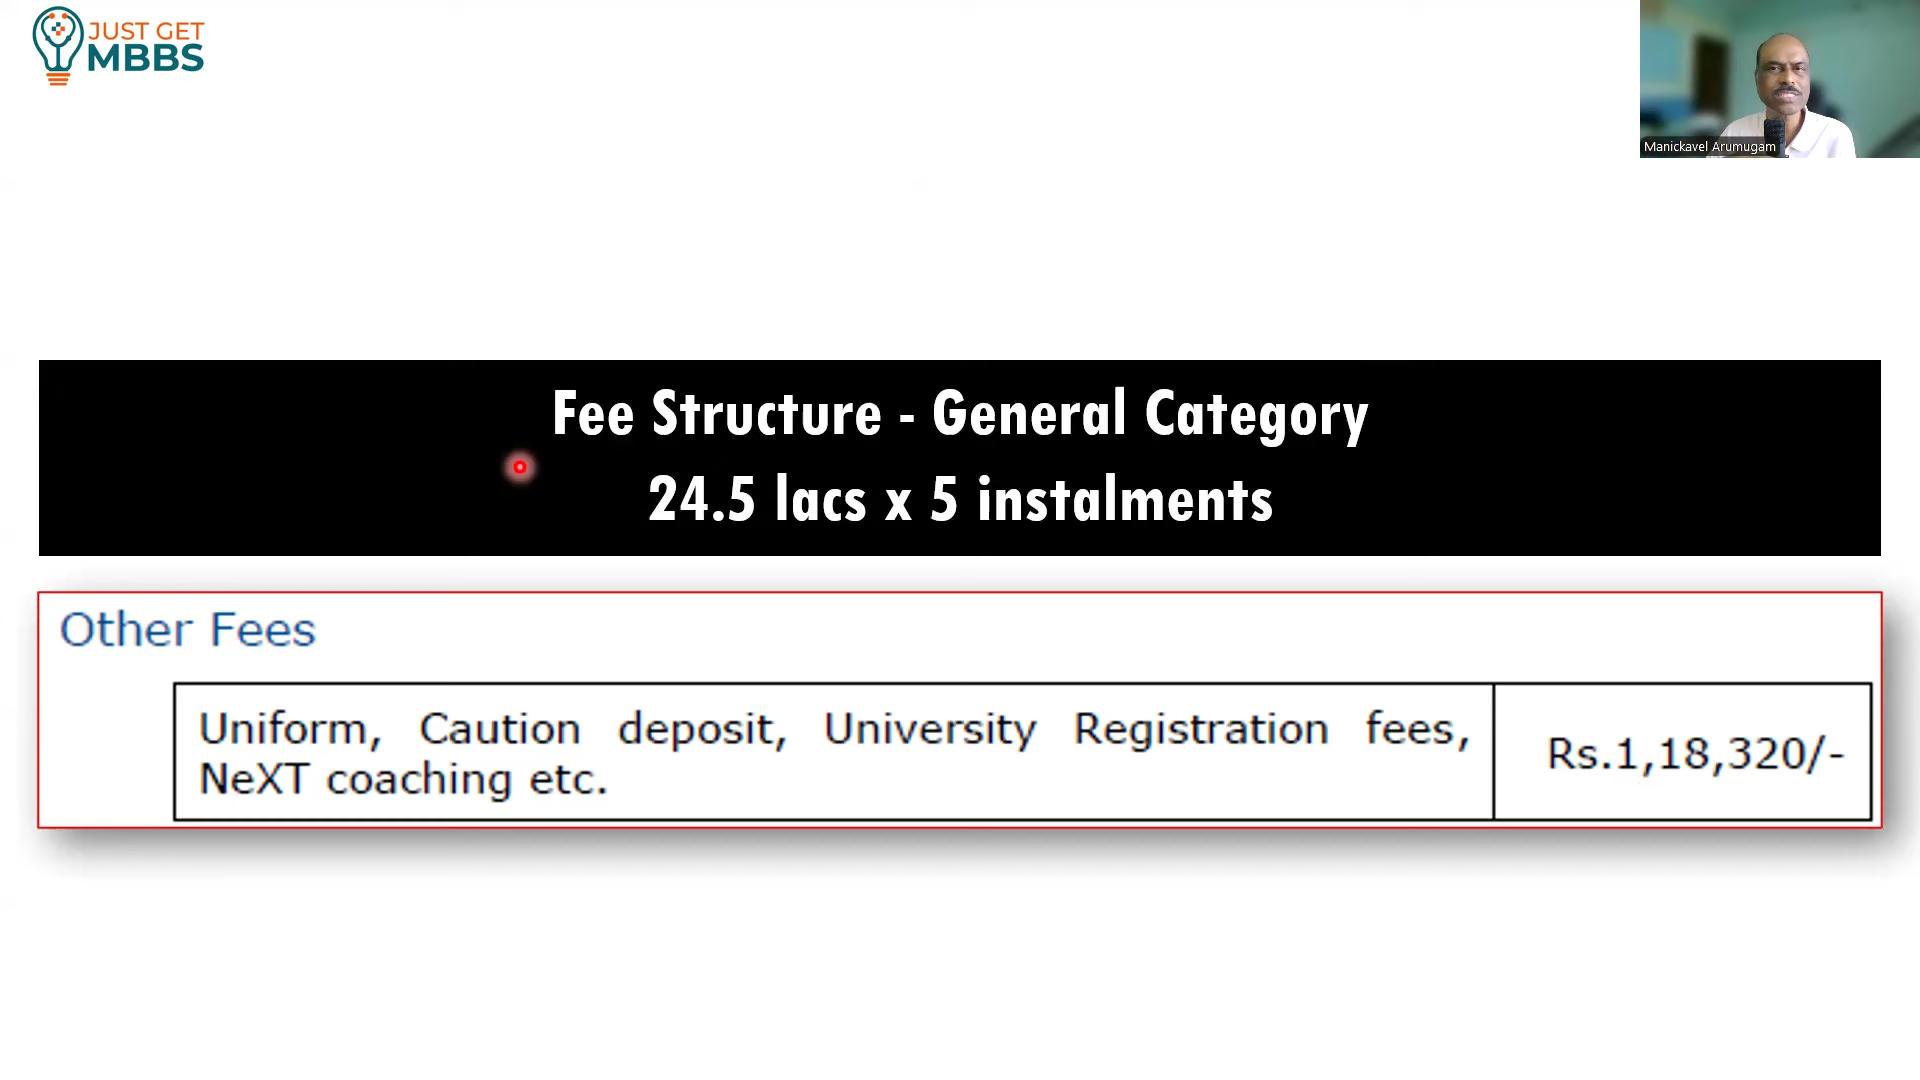 JUST GET
MBBS
Manickavel Arumugam
Fee Structure - General Category
24.5 lacs x 5 instalments
Other Fees
Uniform, Caution deposit, University Registration fees,
NeXT coaching etc.
Rs.1,18,320/-